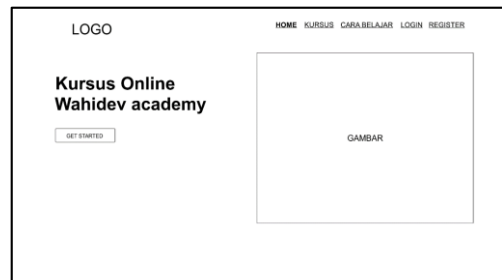 LOGO
HOME KURSUS CARA BELAJAR LOGIN REGISTER
Kursus Online
Wahidev academy
GET STARTED
GAMBAR